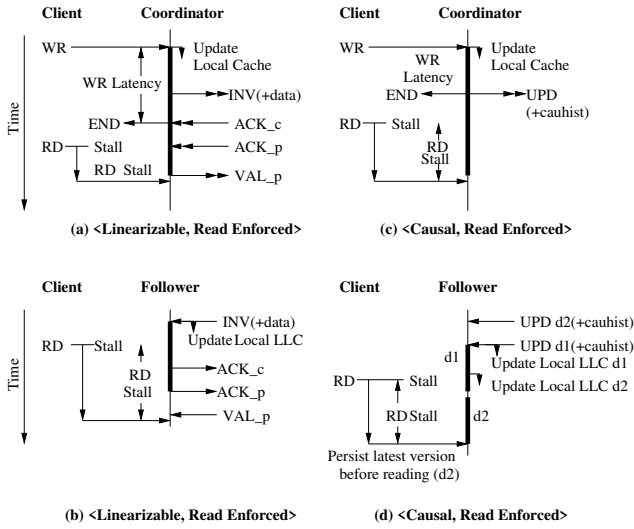 Client Coordinator
WR
Update
Local Cache
WR Latency
INV(+data)
END
ACK_c
RD
Stall
ACK_p
RD Stall
VAL_p
Time
(a) <Linearizable, Read Enforced>
Client Coordinator
WR
Update
Local Cache
WR
Latency
END
UPD
(+cauhist)
RD
Stall
RD
Stall
(c) <Causal, Read Enforced>
Client Follower
INV(+data)
Update Local LLC
RD
Stall
RD
Stall
ACK_c
ACK_p
VAL_p
Time
(b) <Linearizable, Read Enforced>
Client Follower
UPD d2(+cauhist)
UPD d1(+cauhist)
d1
Update Local LLC d1
RD
Stall
Update Local LLC d2
RD Stall
d2
Persist latest version
before reading (d2)
(d) <Causal, Read Enforced>